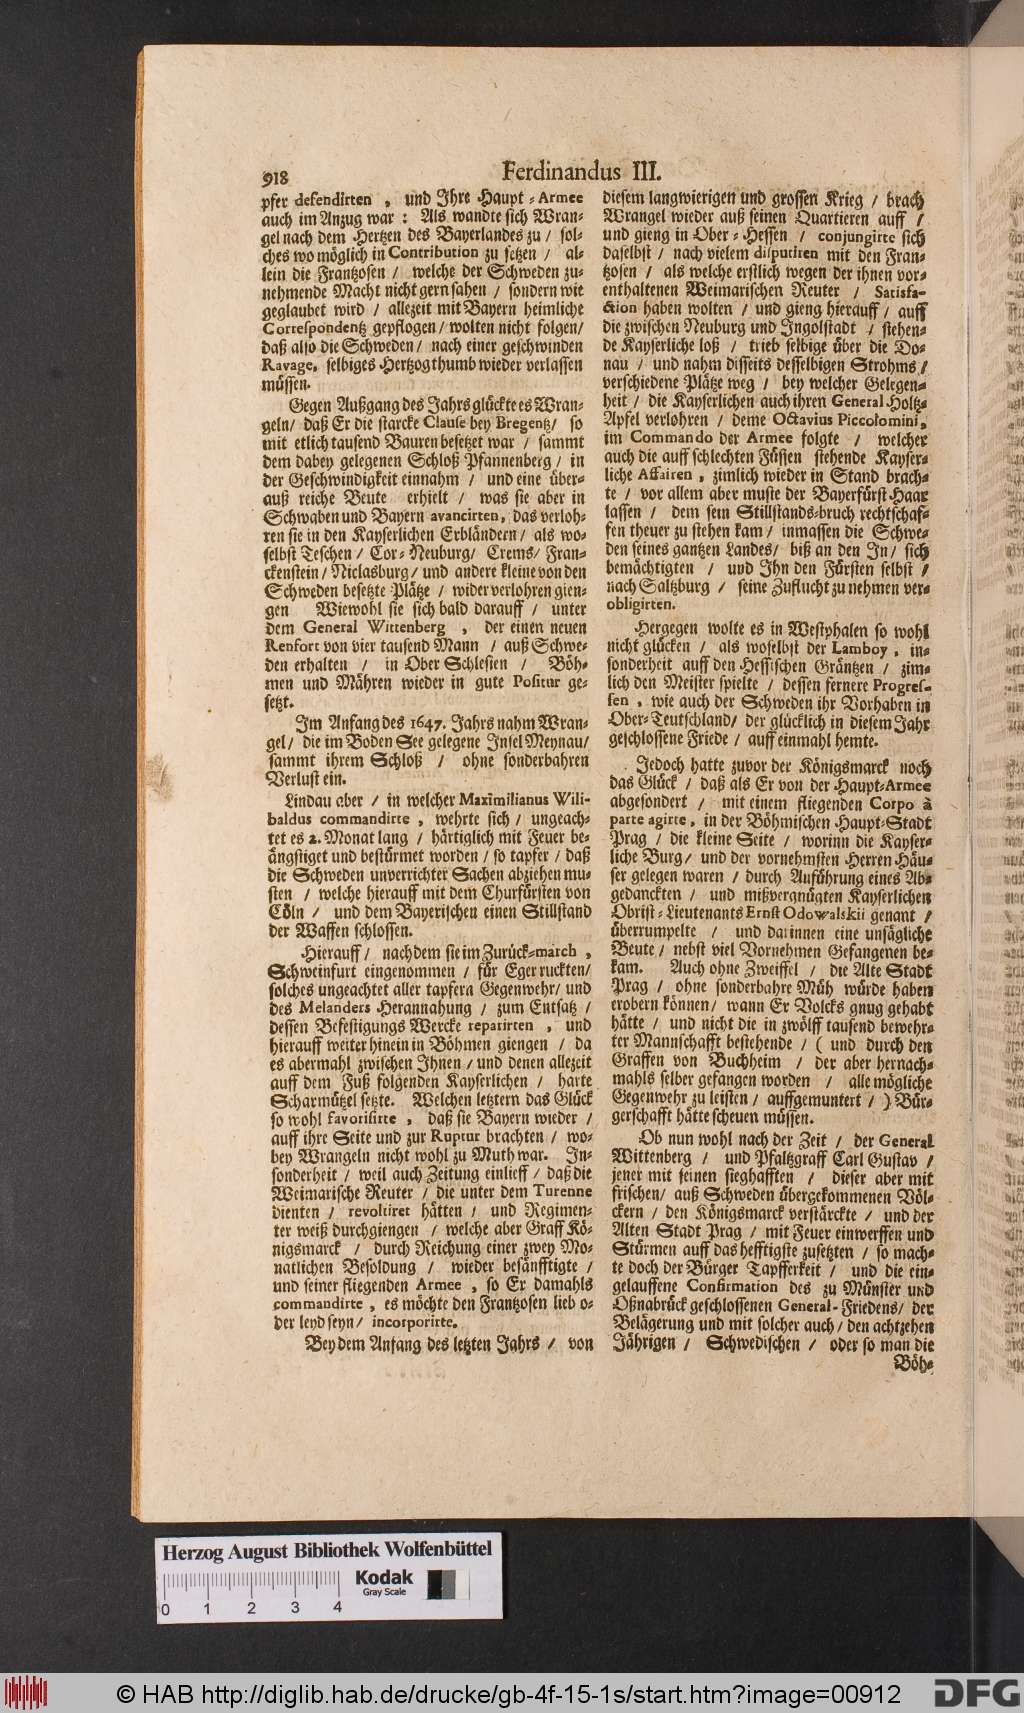 918
Ferdinandus III.
pfer defendirten, und Ihre Haupt-Armee
auch im Anzug war: Als wandte sich Wran-
gel nach dem Hertzen des Bayerlandes zu / sol-
ches wo möglich in Contribution zu setzen / al-
lein die Frantzosen / welche der Schweden zu-
nehmende Macht nicht gern sahen / sondern wie
geglaubet wird / allezeit mit Bayern heimliche
Correspondentz gepflogen / wolten nicht folgen /
daß also die Schweden / nach einer geschwinden
Ravage, selbiges Hertzogthumb wieder verlassen
müssen.
Gegen Außgang des Jahrs glückte es Wran-
geln / daß Er die starcke Clause bey Bregentz / so
mit etlich tausend Bauren besetzet war / sammt
dem dabey gelegenen Schloß Pfannenberg / in
der Geschwindigkeit einnahm / und eine über-
auß reiche Beute erhielt / was sie aber in
Schwaben und Bayern avancirten, das verloh-
ren sie in den Kayserlichen Erbländern / als wo-
selbst Teschen / Cor-Neuburg / Crems / Fran-
ckenstein / Niclasburg / und andere kleine von den
Schweden besetzte Plätze / wider verlohren gien-
gen Wiewohl sie sich bald darauff / unter
dem General Wittenberg, der einen neuen
Renfort von vier tausend Mann / auß Schwe-
den erhalten / in Ober Schlesien / Böh-
men und Mähren wieder in gute Positur ge-
setzt.
Im Anfang des 1647. Jahrs nahm Wran-
gel / die im Boden See gelegene Insel Meynau /
sammt ihrem Schloß / ohne sonderbahren
Verlust ein.
Lindau aber / in welcher Maximilianus Wili-
baldus commandirte, wehrte sich / ungeach-
tet es 2. Monat lang / härtiglich mit Feuer be-
ängstiget und bestürmet worden / so tapfer / daß
die Schweden unverrichter Sachen abziehen mu-
sten / welche hierauff mit dem Churfürsten von
Cöln / und dem Bayerischen einen Stillstand
der Waffen schlossen.
Hierauff / nachdem sie im Zurück-march,
Schweinfurt eingenommen / für Eger ruckten /
solches ungeachtet aller tapfern Gegenwehr / und
des Melanders Herannahung / zum Entsatz /
dessen Befestigungs Wercke reparirten, und
hierauff weiter hinein in Böhmen giengen / da
es abermahl zwischen Ihnen / und denen allezeit
auff dem Fuß folgenden Kayserlichen / harte
Scharmützel setzte. Welchen letztern das Glück
so wohl favorisirte, daß sie Bayern wieder /
auff ihre Seite und zur Ruptur brachten / wo-
bey Wrangeln nicht wohl zu Muth war. In-
sonderheit / weil auch Zeitung einlieff / daß die
Weimarische Reuter / die unter dem Turenne
dienten / revoltiret hätten / und Regimen-
ter weiß durchgiengen / welche aber Graff Kö-
nigsmarck / durch Reichung einer zwey Mo-
natlichen Besoldung / wieder besänfftigte /
und seiner fliegenden Armee, so Er damahls
commandirte, es möchte den Frantzosen lieb o-
der leyd seyn / incorporirte.
Bey dem Anfang des letzten Jahrs / von
diesem langwierigen und grossen Krieg / brach
Wrangel wieder auß seinen Quartieren auff /
und gieng in Ober-Hessen / conjungirte sich
daselbst / nach vielem disputiren mit den Fran-
tzosen / als welche erstlich wegen der ihnen vor-
enthaltenen Weimarischen Reuter / Satisfa-
ction haben wolten / und gieng hierauff / auff
die zwischen Neuburg und Ingolstadt / stehen-
de Kayserliche loß / trieb selbige über die Do-
nau / und nahm disseits desselbigen Strohms /
verschiedene Plätze weg / bey welcher Gelegen-
heit / die Kayserlichen auch ihren General Holtz-
Apfel verlohren / deme Octavius Piccolomini,
im Commando der Armee folgte / welcher
auch die auff schlechten Füssen stehende Kayser-
liche Affairen, zimlich wieder in Stand brach-
te / vor allem aber muste der Bayerfürst Haar
lassen / dem sein Stillstands-bruch rechtschaf-
fen theuer zu stehen kam / inmassen die Schwe-
den seines gantzen Landes / biß an den In / sich
bemächtigten / und Ihn den Fürsten selbst /
nach Saltzburg / seine Zuflucht zu nehmen ver-
obligirten.
Hergegen wolte es in Westphalen so wohl
nicht glücken / als woselbst der Lamboy, in-
sonderheit auff den Hessischen Gräntzen / zim-
lich den Meister spielte / dessen fernere Progres-
sen, wie auch der Schweden ihr Vorhaben in
Ober-Teutschland / der glücklich in diesem Jahr
geschlossene Friede / auff einmahl hemte.
Jedoch hatte zuvor der Königsmarck noch
das Glück / daß als Er von der Haupt-Armee
abgesondert / mit einem fliegenden Corpo à
parte agirte, in der Böhmischen Haupt-Stadt
Prag / die kleine Seite / worinn die Kayser-
liche Burg / und der vornehmsten Herren Häu-
ser gelegen waren / durch Auführung eines Ab-
gedanckten / und mißvergnügten Kayserlichen
Obrist-Lieutenants Ernst Odowalskii genant /
überrumpelte / und darinnen eine unsägliche
Beute / nebst viel Vornehmen Gefangenen be-
kam. Auch ohne Zweiffel / die Alte Stadt
Prag / ohne sonderbahre Müh würde haben
erobern können / wann Er Volcks gnug gehabt
hätte / und nicht die in zwölff tausend bewehr-
ter Mannschafft bestehende / ( und durch den
Graffen von Buchheim / der aber hernach-
mahls selber gefangen worden / alle mögliche
Gegenwehr zu leisten / auffgemuntert / ) Bür-
gerschafft hätte scheuen müssen.
Ob nun wohl nach der Zeit / der General
Wittenberg / und Pfaltzgraff Carl Gustav /
jener mit seinen sieghafften / dieser aber mit
frischen / auß Schweden übergekommenen Völ-
ckern / den Königsmarck verstärckte / und der
Alten Stadt Prag / mit Feuer einwerffen und
Stürmen auff das hefftigste zusetzten / so mach-
te doch der Bürger Tapfferkeit / und die ein-
gelauffene Confirmation des zu Münster und
Oßnabrück geschlossenen General-Friedens / der
Belägerung und mit solcher auch / den achtzehen
Jährigen / Schwedischen / oder so man die
Böh-
Herzog August Bibliothek Wolfenbüttel
Kodak
Gray Scale
0 1 2 3 4
© HAB http://diglib.hab.de/drucke/gb-4f-15-1s/start.htm?image=00912
DFG